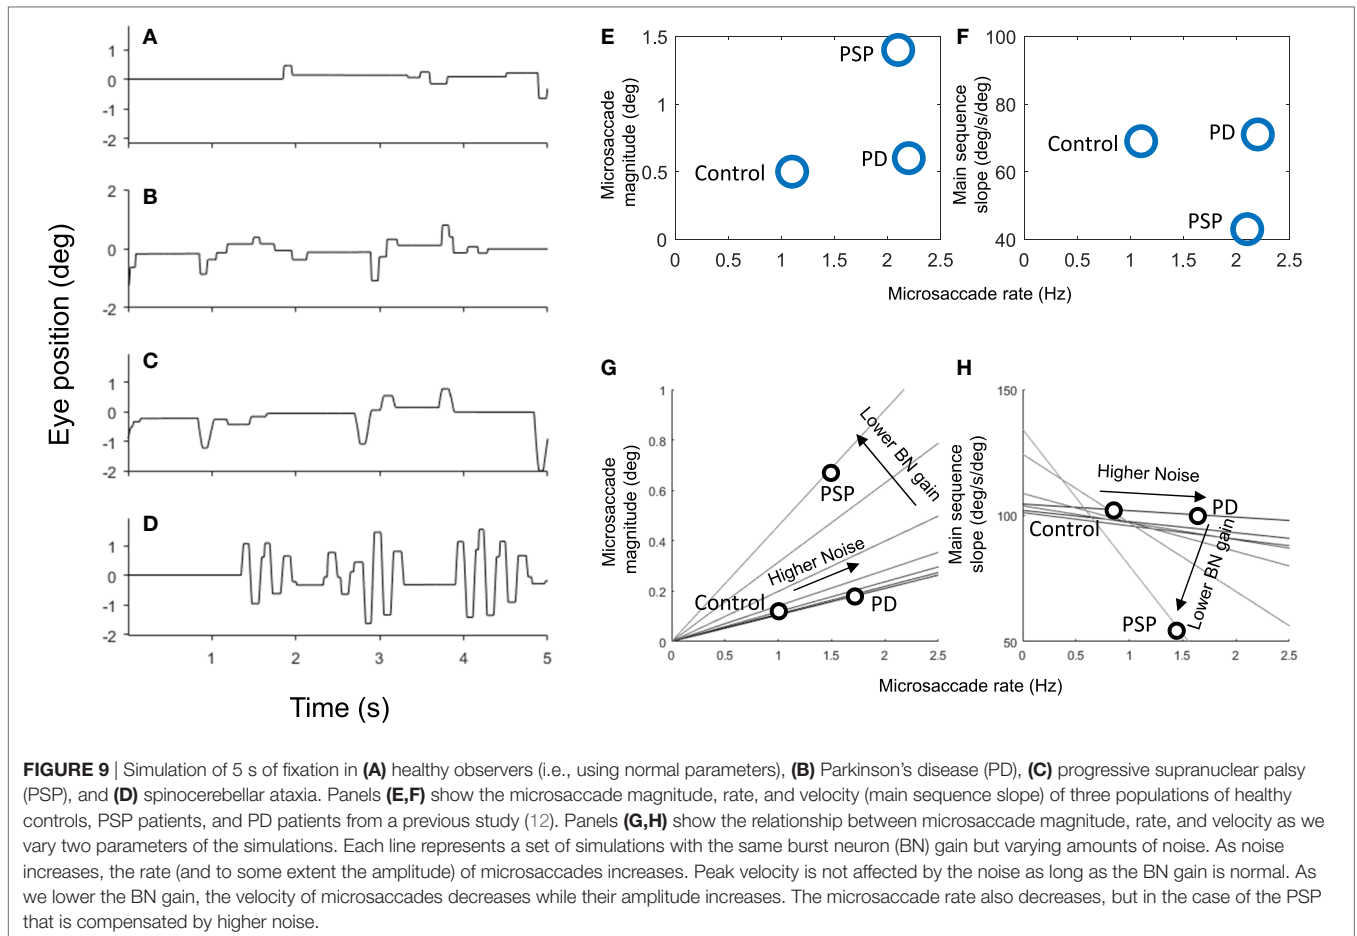 A
1
0
-1
-2
B
2
0
-2
C
1
0
-1
-2
D
1
0
-1
-2
1 2 3 4 5
Eye position (deg)
Time (s)
E
Microsaccade
magnitude (deg)
1.5
1
0.5
0
PSP
Control
PD
0 0.5 1 1.5 2 2.5
F
Main sequence
slope (deg/s/deg)
100
80
60
40
Control
PD
PSP
0 0.5 1 1.5 2 2.5
Microsaccade rate (Hz)
G
Microsaccade
magnitude (deg)
1
0.8
0.6
0.4
0.2
0
Lower BN gain
PSP
Higher Noise
Control
PD
0 0.5 1 1.5 2 2.5
H
Main sequence
slope (deg/s/deg)
150
100
50
Higher Noise
Control
PD
Lower BN gain
PSP
0 0.5 1 1.5 2 2.5
Microsaccade rate (Hz)
FIGURE 9 | Simulation of 5 s of fixation in (A) healthy observers (i.e., using normal parameters), (B) Parkinson's disease (PD), (C) progressive supranuclear palsy
(PSP), and (D) spinocerebellar ataxia. Panels (E,F) show the microsaccade magnitude, rate, and velocity (main sequence slope) of three populations of healthy
controls, PSP patients, and PD patients from a previous study (12). Panels (G,H) show the relationship between microsaccade magnitude, rate, and velocity as we
vary two parameters of the simulations. Each line represents a set of simulations with the same burst neuron (BN) gain but varying amounts of noise. As noise
increases, the rate (and to some extent the amplitude) of microsaccades increases. Peak velocity is not affected by the noise as long as the BN gain is normal. As
we lower the BN gain, the velocity of microsaccades decreases while their amplitude increases. The microsaccade rate also decreases, but in the case of the PSP
that is compensated by higher noise.